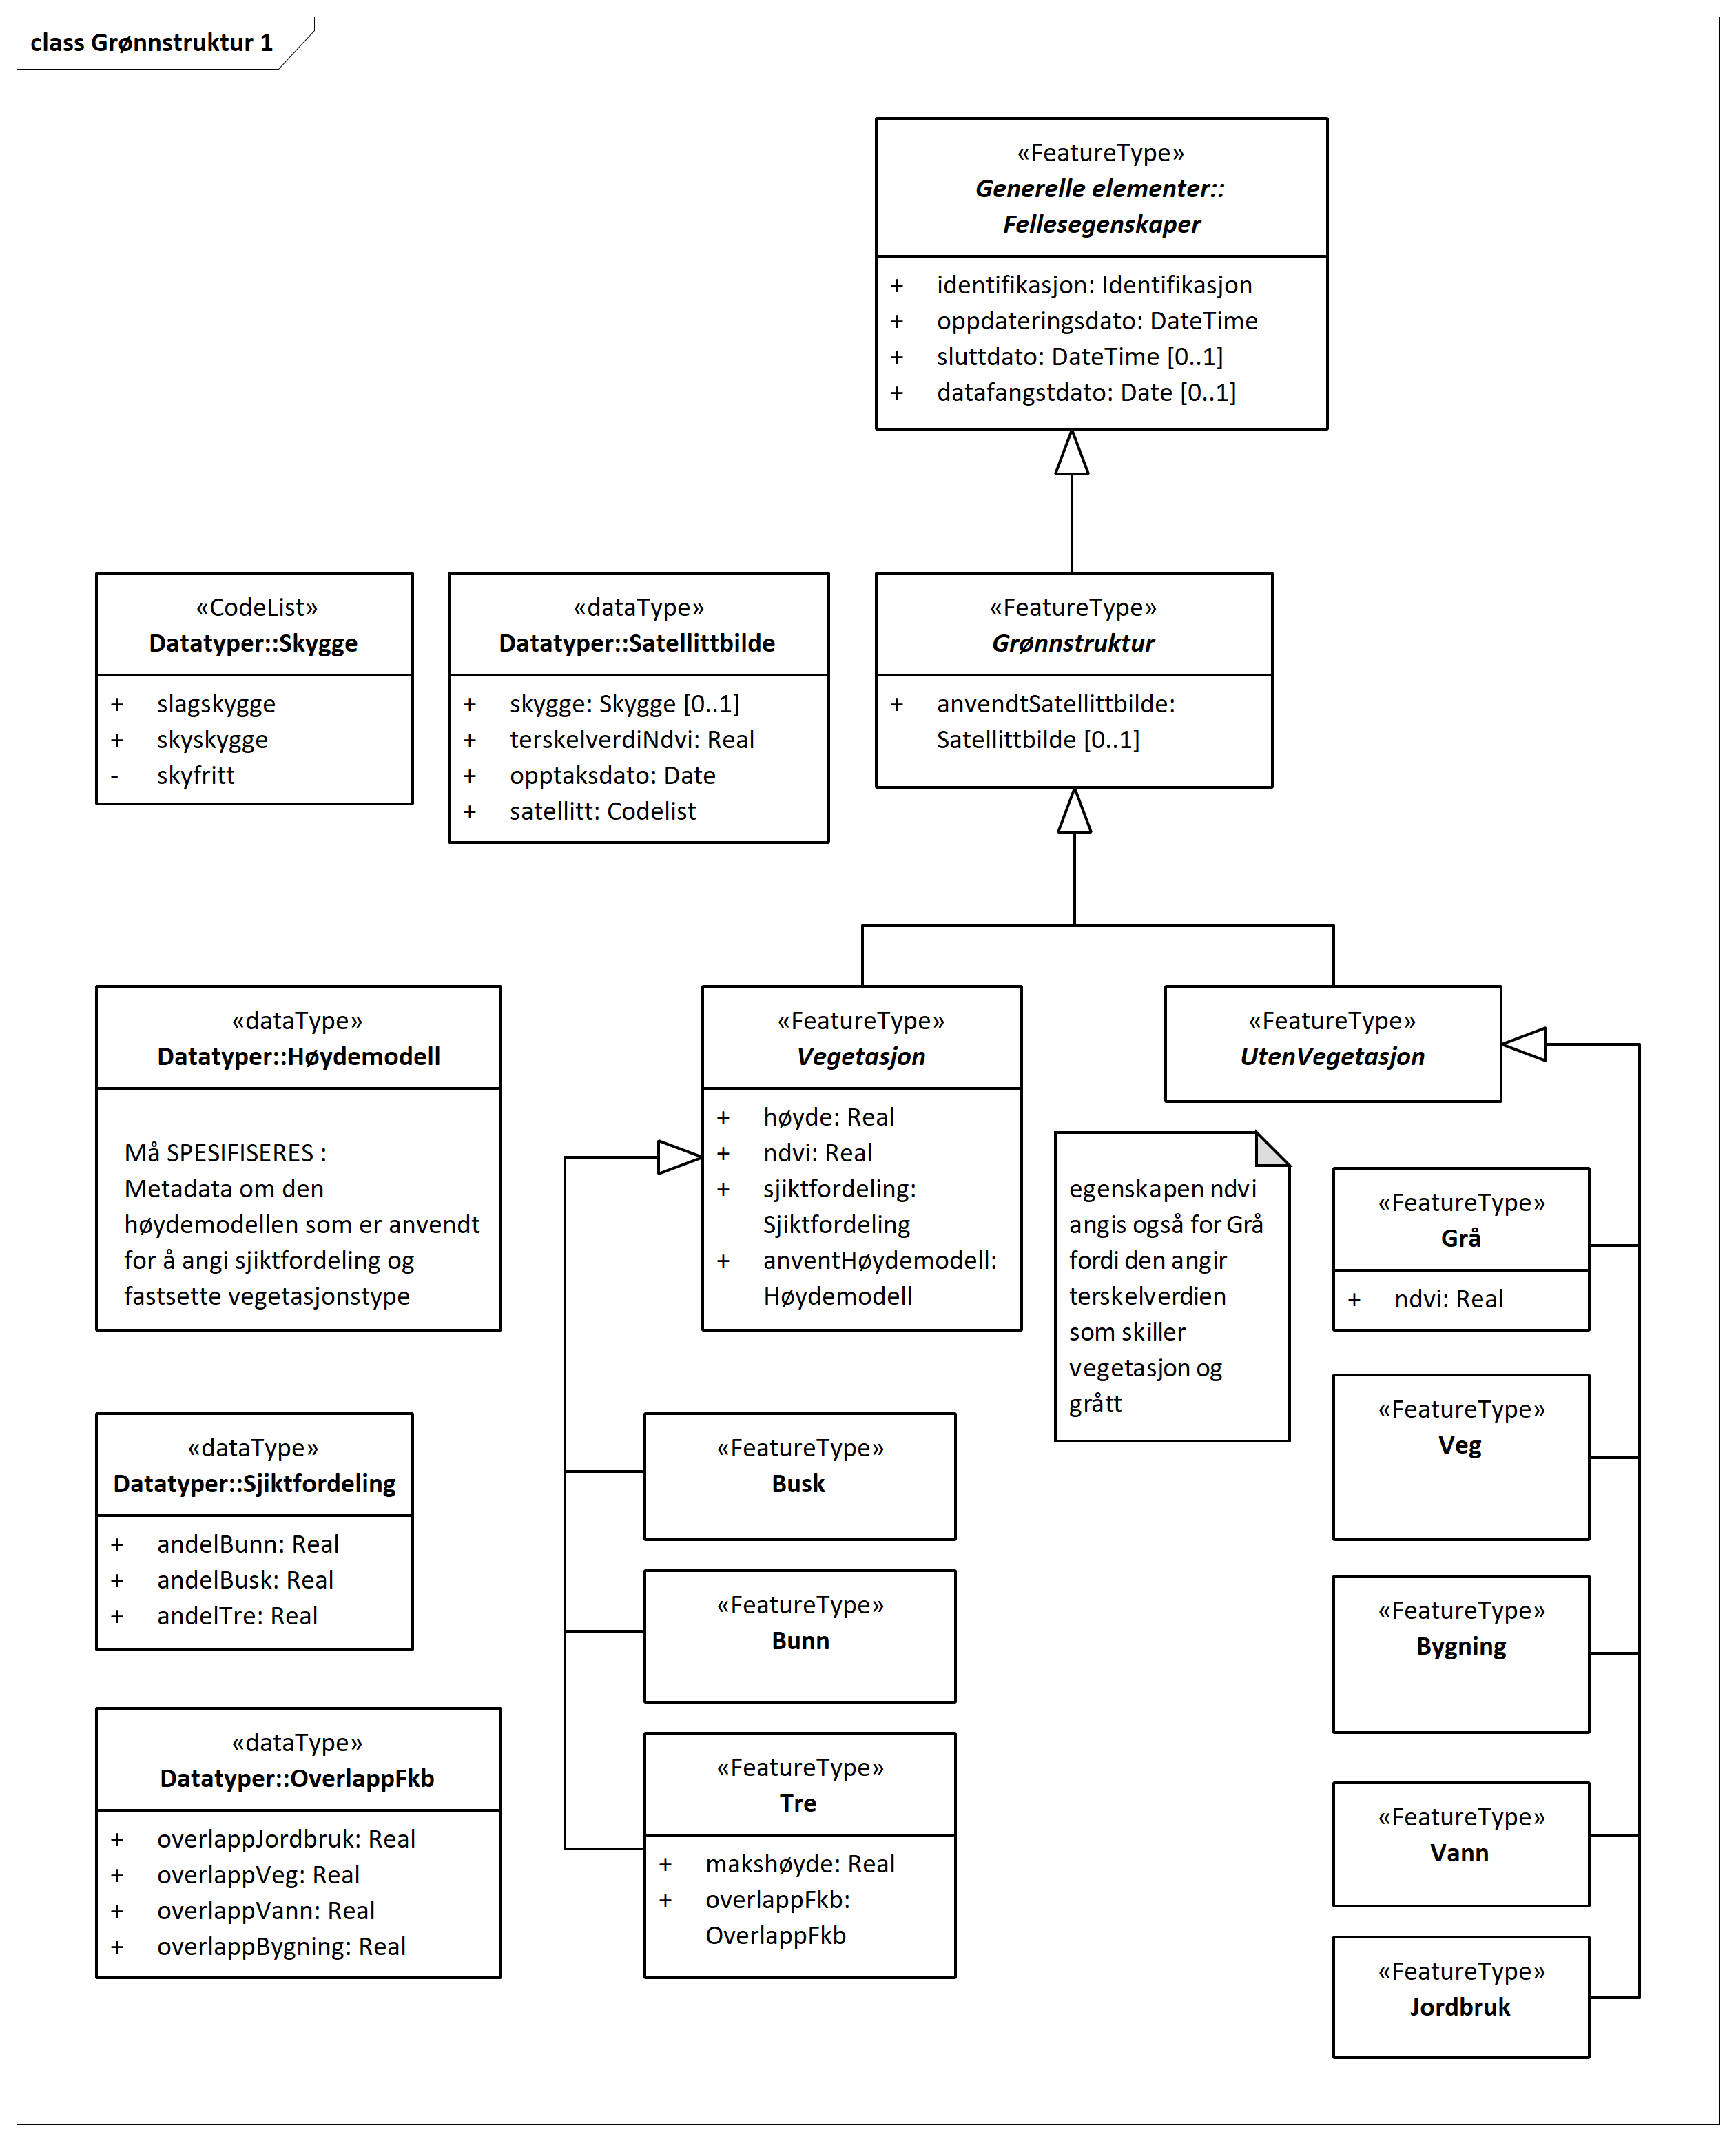 class Grønnstruktur 1
«FeatureType»
Generelle elementer::
Fellesegenskaper
+ identifikasjon: Identifikasjon
+ oppdateringsdato: DateTime
+ sluttdato: DateTime [0..1]
+ datafangstdato: Date [0..1]
«CodeList»
Datatyper::Skygge
+ slagskygge
+ skyskygge
- skyfritt
«dataType»
Datatyper::Satellittbilde
+ skygge: Skygge [0..1]
+ terskelverdiNdvi: Real
+ opptaksdato: Date
+ satellitt: Codelist
«FeatureType»
Grønnstruktur
+ anvendtSatellittbilde:
Satellittbilde [0..1]
«dataType»
Datatyper::Høydemodell
Må SPESIFISERES :
Metadata om den
høydemodellen som er anvendt
for å angi sjiktfordeling og
fastsette vegetasjonstype
«FeatureType»
Vegetasjon
+ høyde: Real
+ ndvi: Real
+ sjiktfordeling:
Sjiktfordeling
+ anventHøydemodell:
Høydemodell
«FeatureType»
UtenVegetasjon
egenskapen ndvi
angis også for Grå
fordi den angir
terskelverdien
som skiller
vegetasjon og
grått
«FeatureType»
Grå
+ ndvi: Real
«FeatureType»
Veg
«dataType»
Datatyper::Sjiktfordeling
+ andelBunn: Real
+ andelBusk: Real
+ andelTre: Real
«FeatureType»
Busk
«FeatureType»
Bunn
«FeatureType»
Bygning
«dataType»
Datatyper::OverlappFkb
+ overlappJordbruk: Real
+ overlappVeg: Real
+ overlappVann: Real
+ overlappBygning: Real
«FeatureType»
Tre
+ makshøyde: Real
+ overlappFkb:
OverlappFkb
«FeatureType»
Vann
«FeatureType»
Jordbruk